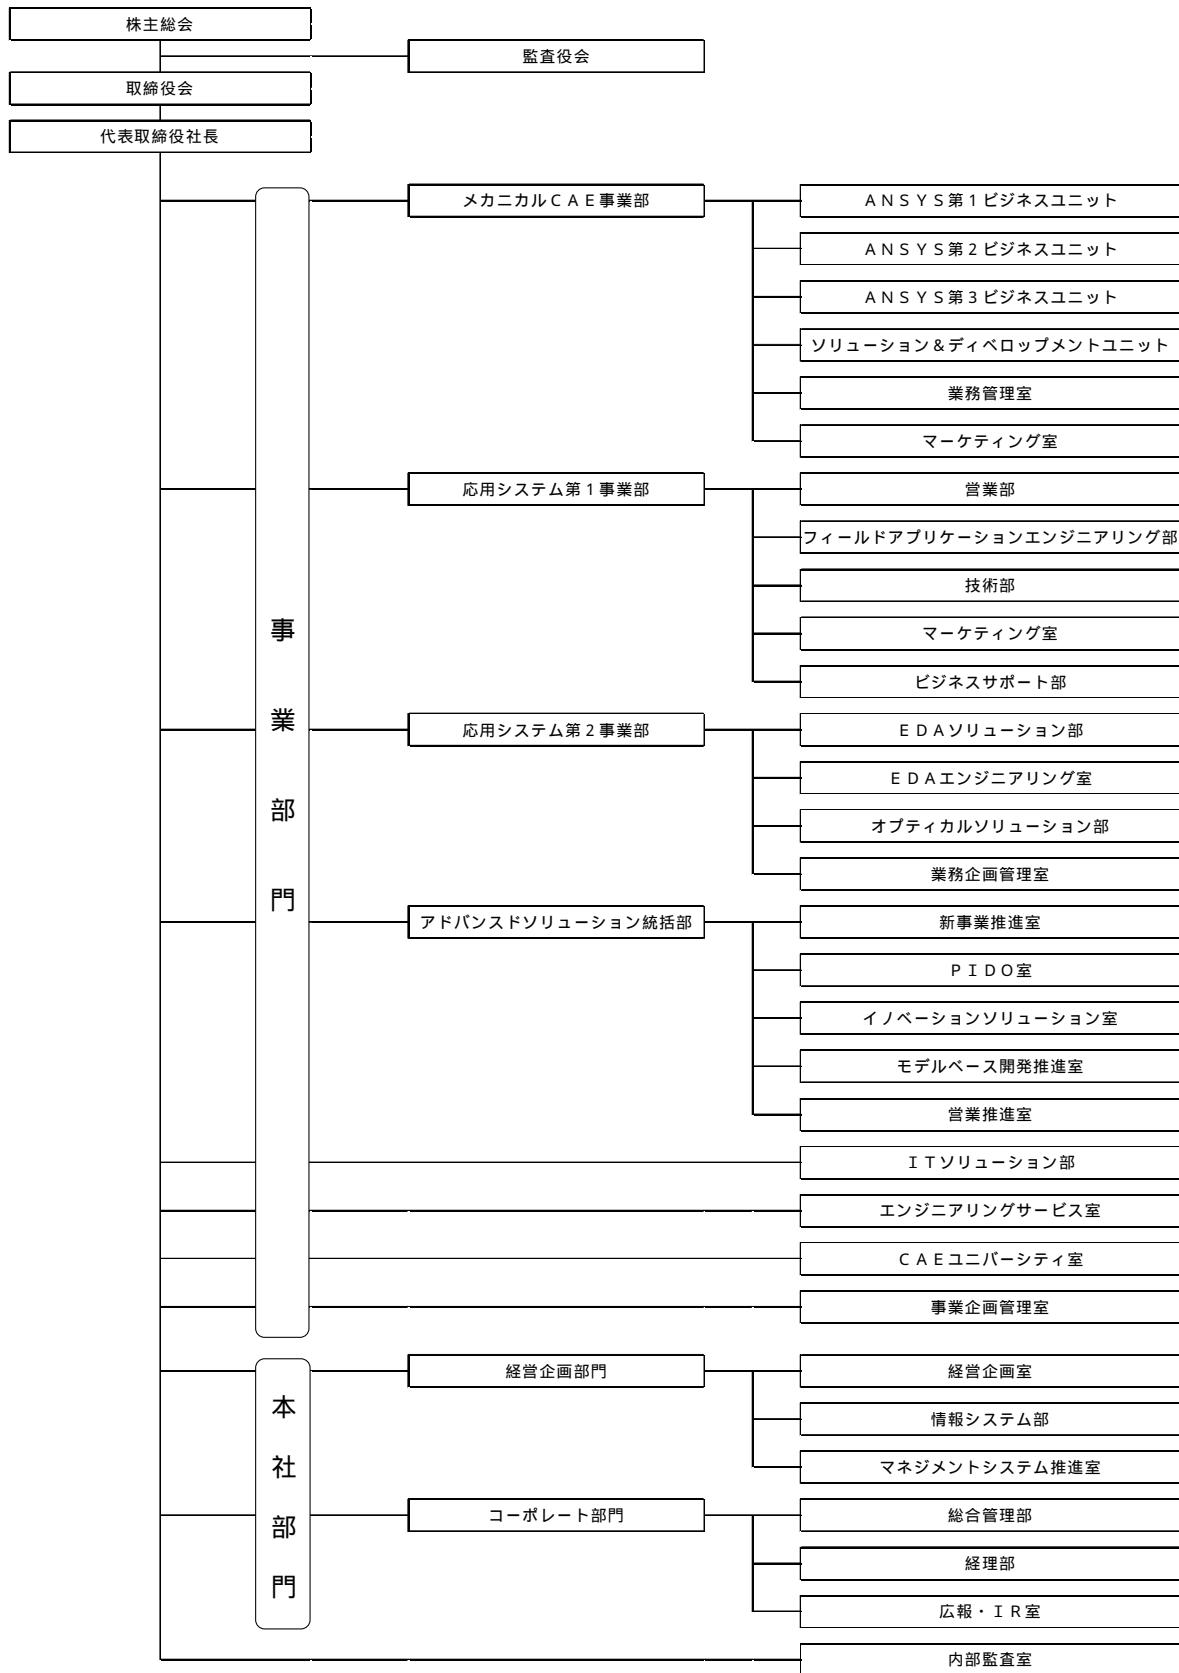 株主総会
監査役会
取締役会
代表取締役社長
事業部門
メカニカルＣＡＥ事業部
ＡＮＳＹＳ第１ビジネスユニット
ＡＮＳＹＳ第２ビジネスユニット
ＡＮＳＹＳ第３ビジネスユニット
ソリューション＆ディベロップメントユニット
業務管理室
マーケティング室
応用システム第１事業部
営業部
フィールドアプリケーションエンジニアリング部
技術部
マーケティング室
ビジネスサポート部
応用システム第２事業部
ＥＤＡソリューション部
ＥＤＡエンジニアリング室
オプティカルソリューション部
業務企画管理室
アドバンスドソリューション統括部
新事業推進室
ＰＩＤＯ室
イノベーションソリューション室
モデルベース開発推進室
営業推進室
ＩＴソリューション部
エンジニアリングサービス室
ＣＡＥユニバーシティ室
事業企画管理室
本社部門
経営企画部門
経営企画室
情報システム部
マネジメントシステム推進室
コーポレート部門
総合管理部
経理部
広報・ＩＲ室
内部監査室